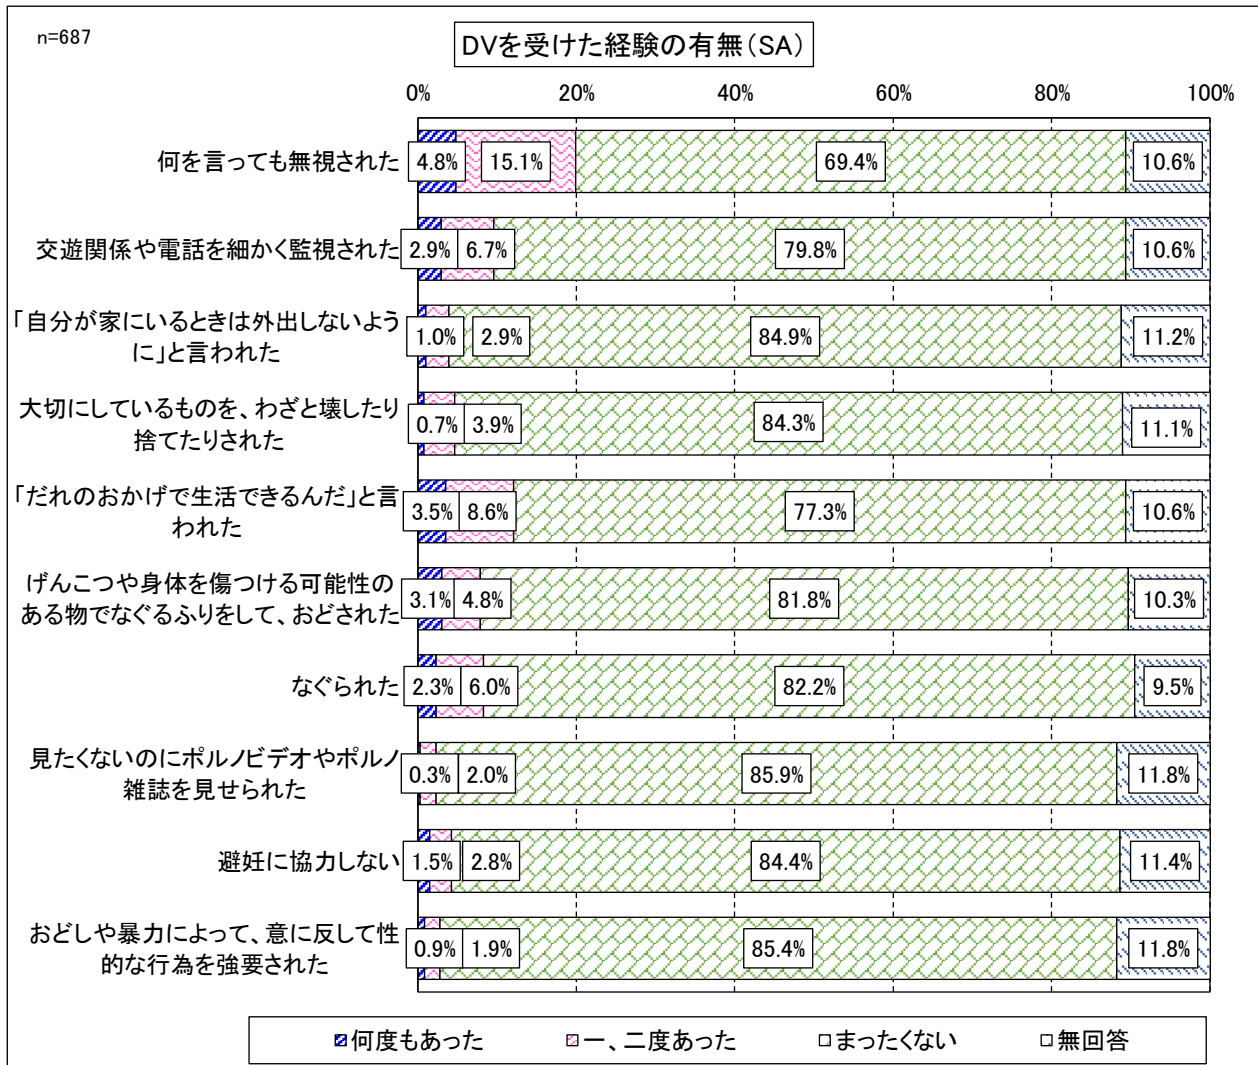 n=687
DVを受けた経験の有無(SA)
0% 20% 40% 60% 80% 100%
何を言っても無視された 4.8% 15.1% 69.4% 10.6%
交遊関係や電話を細かく監視された 2.9% 6.7% 79.8% 10.6%
「自分が家にいるときは外出しないよう
に」と言われた 1.0% 2.9% 84.9% 11.2%
大切にしているものを、わざと壊したり
捨てたりされた 0.7% 3.9% 84.3% 11.1%
「だれのおかげで生活できるんだ」と言
われた 3.5% 8.6% 77.3% 10.6%
げんこつや身体を傷つける可能性の
ある物でなぐるふりをして、おどされた 3.1% 4.8% 81.8% 10.3%
なぐられた 2.3% 6.0% 82.2% 9.5%
見たくないのにポルノビデオやポルノ
雑誌を見せられた 0.3% 2.0% 85.9% 11.8%
避妊に協力しない 1.5% 2.8% 84.4% 11.4%
おどしや暴力によって、意に反して性
的な行為を強要された 0.9% 1.9% 85.4% 11.8%
何度もあった 一、二度あった まったくない 無回答